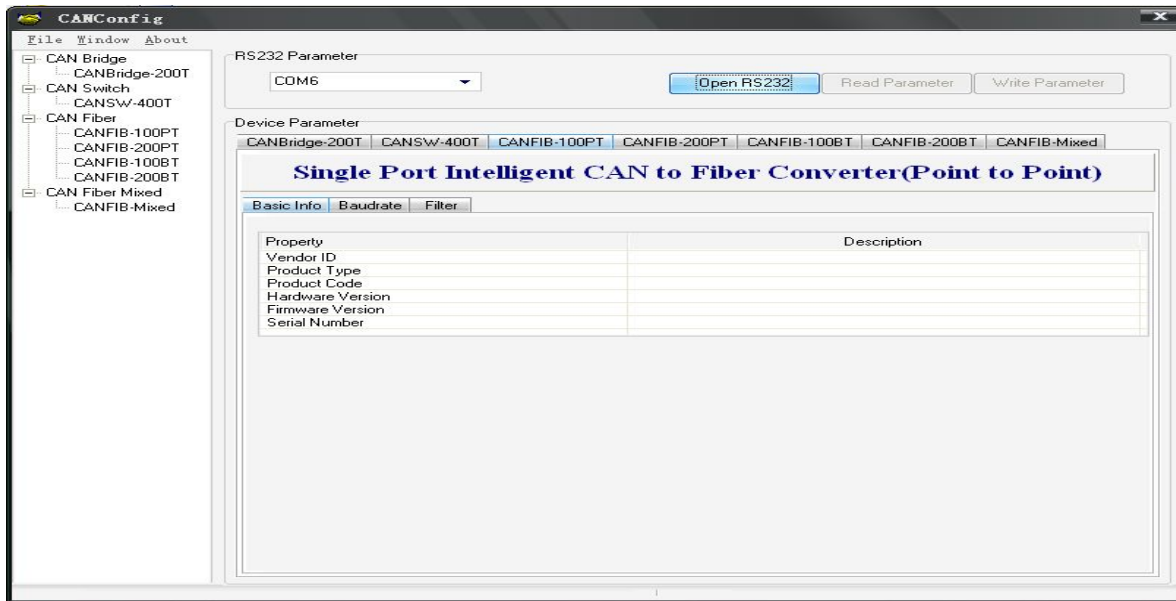 CANConfig
File Window About
CAN Bridge
CANBridge-200T
CAN Switch
CANSW-400T
CAN Fiber
CANFIB-100PT
CANFIB-200PT
CANFIB-100BT
CANFIB-200BT
CAN Fiber Mixed
CANFIB-Mixed
RS232 Parameter
COM6 Open RS232 Read Parameter Write Parameter
Device Parameter
CANBridge-200T CANSW-400T CANFIB-100PT CANFIB-200PT CANFIB-100BT CANFIB-200BT CANFIB-Mixed
Single Port Intelligent CAN to Fiber Converter(Point to Point)
Basic Info Baudrate Filter
Property Description
Vendor ID
Product Type
Product Code
Hardware Version
Firmware Version
Serial Number